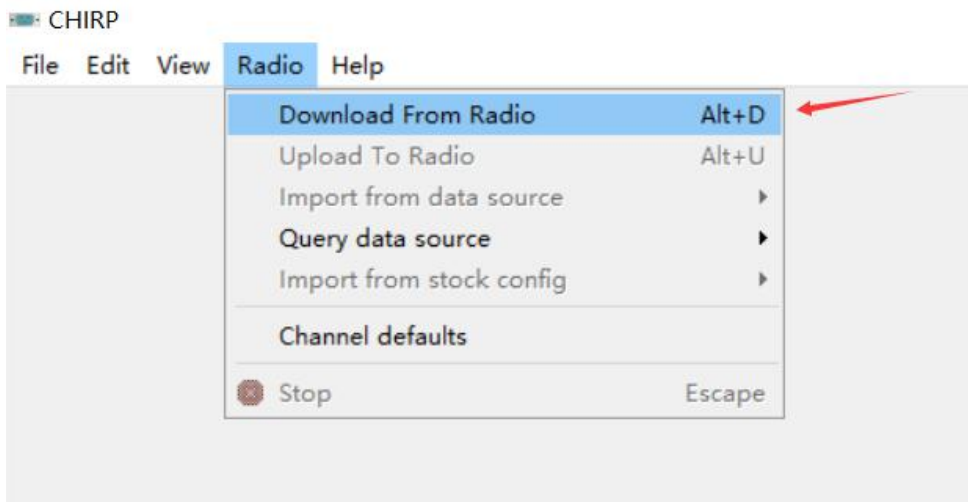 CHIRP
File Edit View Radio Help
Download From Radio Alt+D
Upload To Radio Alt+U
Import from data source
Query data source
Import from stock config
Channel defaults
Stop Escape